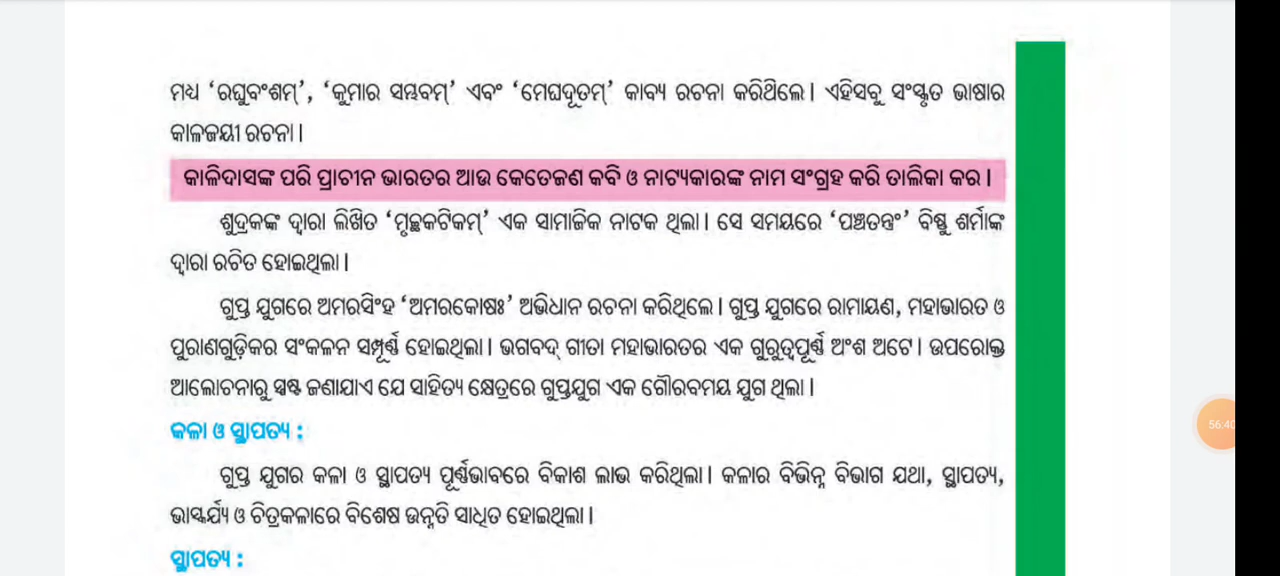 ମଧ୍ୟ ‘ରଘୁବଂଶମ୍’, ‘କୁମାର ସମ୍ଭବମ୍’ ଏବଂ ‘ମେଘଦୂତମ୍’ କାବ୍ୟ ରଚନା କରିଥିଲେ। ଏହିସବୁ ସଂସ୍କୃତ ଭାଷାର
କାଳଜୟୀ ରଚନା।
କାଳିଦାସଙ୍କ ପରି ପ୍ରାଚୀନ ଭାରତର ଆଉ କେତେଜଣ କବି ଓ ନାଟ୍ୟକାରଙ୍କ ନାମ ସଂଗ୍ରହ କରି ତାଲିକା କର।
ଶୁଦ୍ରକଙ୍କ ଦ୍ୱାରା ଲିଖିତ ‘ମୃଚ୍ଛକଟିକମ୍’ ଏକ ସାମାଜିକ ନାଟକ ଥିଲା। ସେ ସମୟରେ ‘ପଞ୍ଚତନ୍ତ୍ରଂ’ ବିଷ୍ଣୁ ଶର୍ମାଙ୍କ
ଦ୍ୱାରା ରଚିତ ହୋଇଥିଲା।
ଗୁପ୍ତ ଯୁଗରେ ଅମରସିଂହ ‘ଅମରକୋଷଃ’ ଅଭିଧାନ ରଚନା କରିଥିଲେ। ଗୁପ୍ତ ଯୁଗରେ ରାମାୟଣ, ମହାଭାରତ ଓ
ପୁରାଣଗୁଡ଼ିକର ସଂକଳନ ସମ୍ପୂର୍ଣ୍ଣ ହୋଇଥିଲା। ଭଗବଦ୍ ଗୀତା ମହାଭାରତର ଏକ ଗୁରୁତ୍ୱପୂର୍ଣ୍ଣ ଅଂଶ ଅଟେ। ଉପରୋକ୍ତ
ଆଲୋଚନାରୁ ସ୍ପଷ୍ଟ ଜଣାଯାଏ ଯେ ସାହିତ୍ୟ କ୍ଷେତ୍ରରେ ଗୁପ୍ତଯୁଗ ଏକ ଗୌରବମୟ ଯୁଗ ଥିଲା।
କଳା ଓ ସ୍ଥାପତ୍ୟ :
ଗୁପ୍ତ ଯୁଗର କଳା ଓ ସ୍ଥାପତ୍ୟ ପୂର୍ଣ୍ଣଭାବରେ ବିକାଶ ଲାଭ କରିଥିଲା। କଳାର ବିଭିନ୍ନ ବିଭାଗ ଯଥା, ସ୍ଥାପତ୍ୟ,
ଭାସ୍କର୍ଯ୍ୟ ଓ ଚିତ୍ରକଳାରେ ବିଶେଷ ଉନ୍ନତି ସାଧିତ ହୋଇଥିଲା।
ସ୍ଥାପତ୍ୟ :
56:40